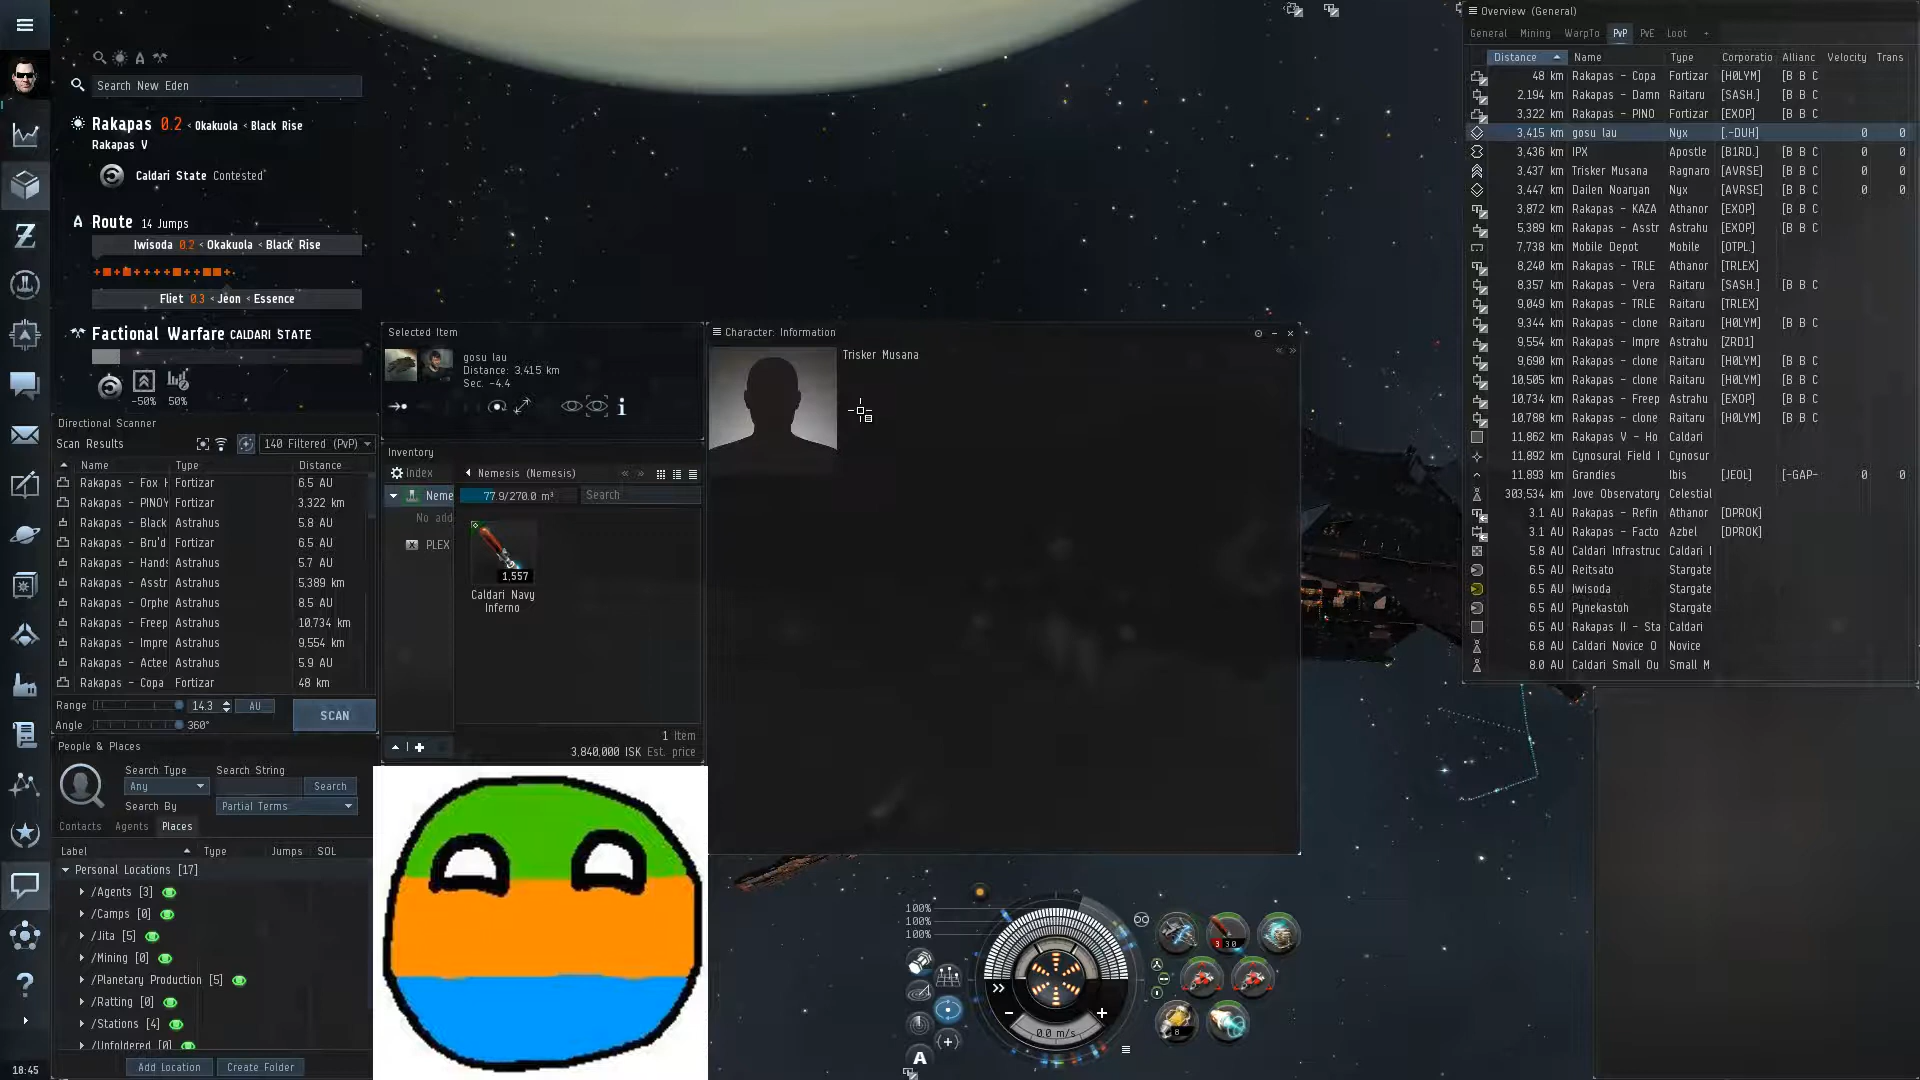 Search New Eden
Rakapas 0.2 < Okakuola < Black Rise
Rakapas V
Caldari State Contested
Route 14 Jumps
Iwisoda 0.2 < Okakuola < Black Rise
Fliet 0.3 < Jeon < Essence
Factional Warfare CALDARI STATE
-50% 50%
Directional Scanner
Scan Results 140 Filtered (PvP)
Name Type Distance
Rakapas - Fox H Fortizar 6.5 AU
Rakapas - PINOY Fortizar 3,322 km
Rakapas - Black Astrahus 5.8 AU
Rakapas - Bru'd Fortizar 6.5 AU
Rakapas - Hands Astrahus 5.7 AU
Rakapas - Asstr Astrahus 5,389 km
Rakapas - Orphe Astrahus 8.5 AU
Rakapas - Freep Astrahus 10,734 km
Rakapas - Impre Astrahus 9,554 km
Rakapas - Actee Astrahus 5.9 AU
Rakapas - Copa Fortizar 48 km
Range 14.3 AU
Angle 360°
SCAN
People & Places
Search Type Search String
Any Search
Search By Partial Terms
Contacts Agents Places
Label Type Jumps SOL
Personal Locations [17]
/Agents [3]
/Camps [0]
/Jita [5]
/Mining [0]
/Planetary Production [5]
/Ratting [0]
/Stations [4]
/Unfoldered [0]
Add Location Create Folder
18:45
Selected Item
gosu lau
Distance: 3,415 km
Sec. -4.4
Inventory
Index Nemesis (Nemesis)
Neme 77.9/270.0 m³ Search
No add
PLEX
1,557
Caldari Navy
Inferno
1 Item
3,840,000 ISK Est. price
Character: Information
Trisker Musana
100%
100%
100%
3 30
8
0.0 m/s
A
Overview (General)
General Mining WarpTo PvP PvE Loot +
Distance Name Type Corporatio Allianc Velocity Trans
48 km Rakapas - Copa Fortizar [H0LYM] [B B C
2,194 km Rakapas - Damn Raitaru [SASH.] [B B C
3,322 km Rakapas - PINO Fortizar [EXOP] [B B C
3,415 km gosu lau Nyx [.-DUH] 0 0
3,436 km IPX Apostle [B1RD.] [B B C 0 0
3,437 km Trisker Musana Ragnaro [AVRSE] [B B C 0 0
3,447 km Dailen Noaryan Nyx [AVRSE] [B B C 0 0
3,872 km Rakapas - KAZA Athanor [EXOP] [B B C
5,389 km Rakapas - Asstr Astrahu [EXOP] [B B C
7,738 km Mobile Depot Mobile [OTPL.]
8,240 km Rakapas - TRLE Athanor [TRLEX]
8,357 km Rakapas - Vera Raitaru [SASH.] [B B C
9,049 km Rakapas - TRLE Raitaru [TRLEX]
9,344 km Rakapas - clone Raitaru [H0LYM] [B B C
9,554 km Rakapas - Impre Astrahu [ZRD1]
9,690 km Rakapas - clone Raitaru [H0LYM] [B B C
10,505 km Rakapas - clone Raitaru [H0LYM] [B B C
10,734 km Rakapas - Freep Astrahu [EXOP] [B B C
10,788 km Rakapas - clone Raitaru [H0LYM] [B B C
11,862 km Rakapas V - Ho Caldari
11,892 km Cynosural Field I Cynosur
11,893 km Grandies Ibis [JEOL] [-GAP- 0 0
303,534 km Jove Observatory Celestial
3.1 AU Rakapas - Refin Athanor [DPROK]
3.1 AU Rakapas - Facto Azbel [DPROK]
5.8 AU Caldari Infrastruc Caldari I
6.5 AU Reitsato Stargate
6.5 AU Iwisoda Stargate
6.5 AU Pynekastoh Stargate
6.5 AU Rakapas II - Sta Caldari
6.8 AU Caldari Novice O Novice
8.0 AU Caldari Small Ou Small M